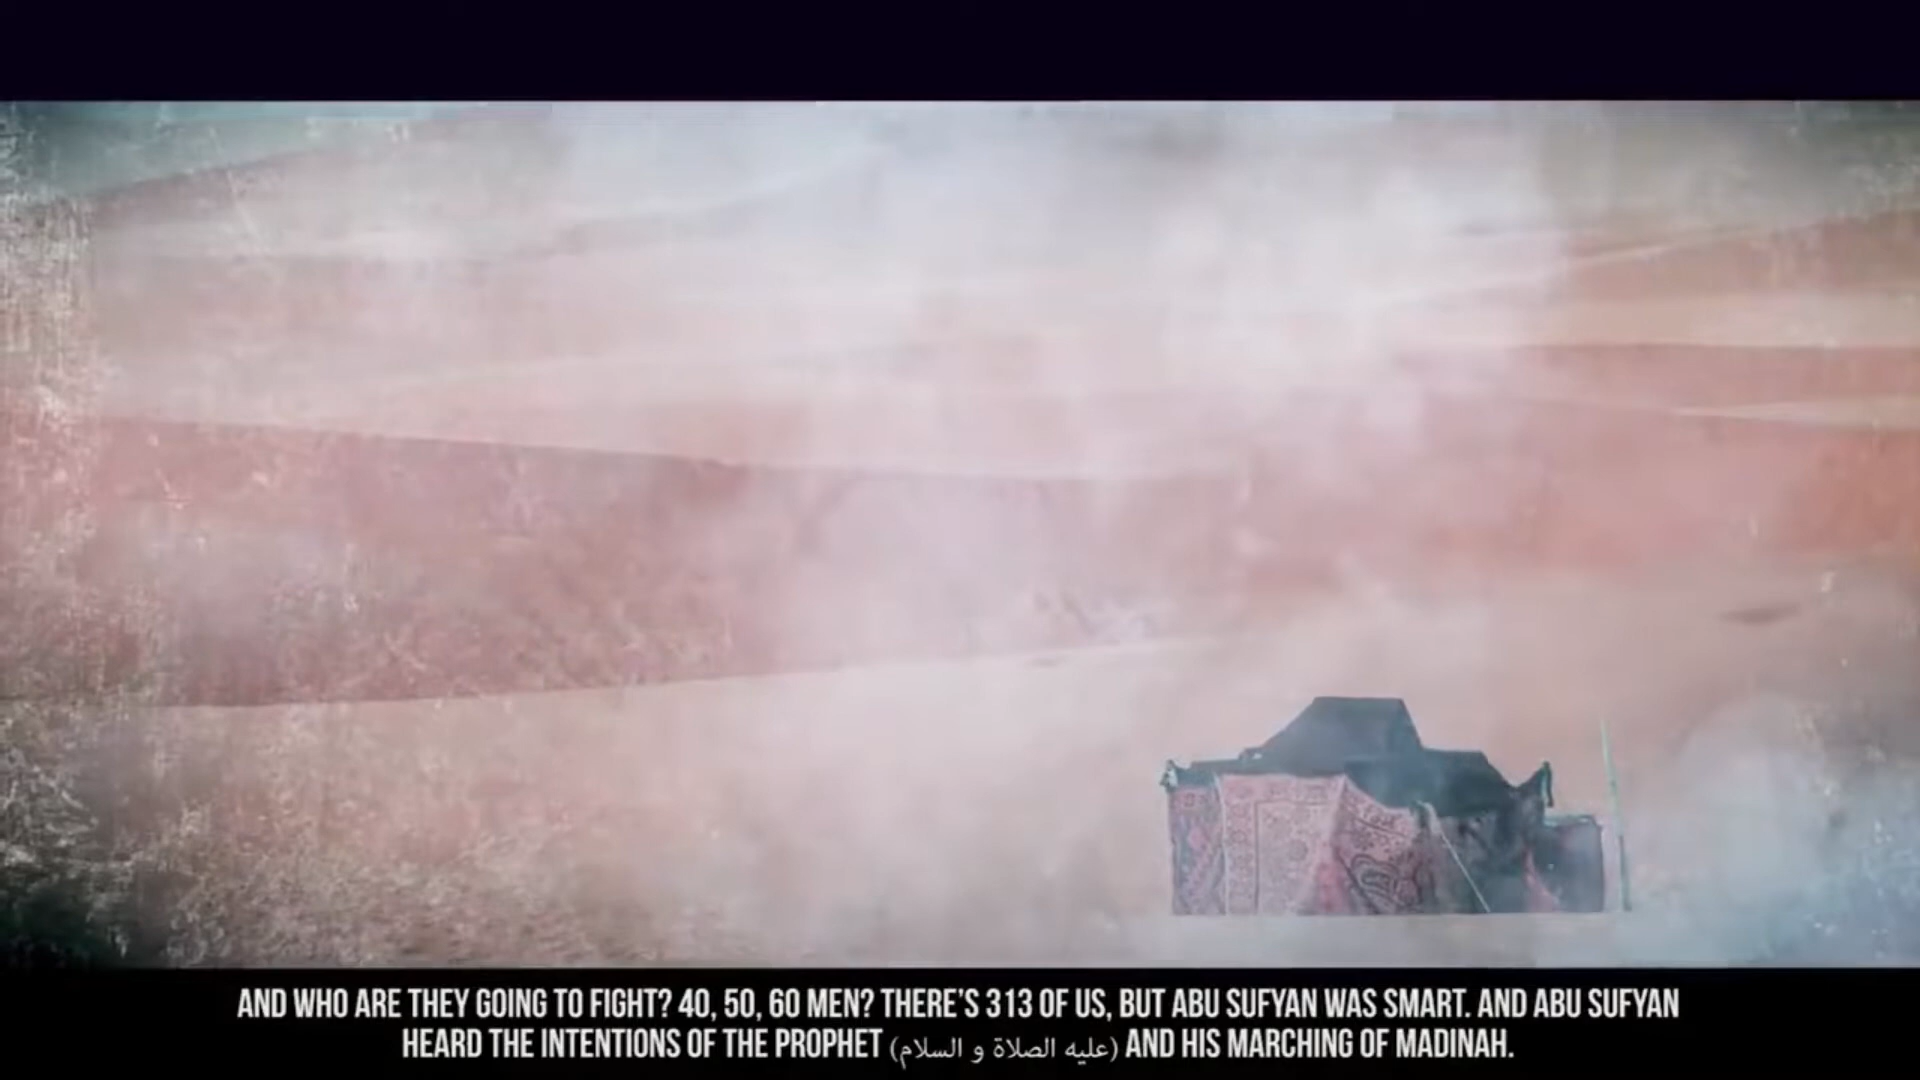 AND WHO ARE THEY GOING TO FIGHT? 40, 50, 60 MEN? THERE'S 313 OF US, BUT ABU SUFYAN WAS SMART. AND ABU SUFYAN
HEARD THE INTENTIONS OF THE PROPHET (عليه الصلاة و السلام) AND HIS MARCHING OF MADINAH.